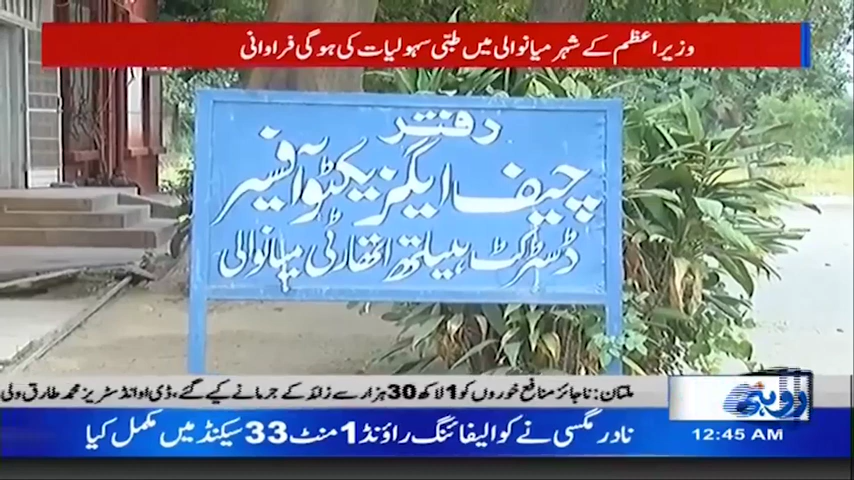 وزیراعظم کے شہر میانوالی میں طبّی سہولیات کی ہوگی فراوانی
دفتر
چیف ایگزیکٹو آفیسر
ڈسٹرکٹ ہیلتھ اتھارٹی میانوالی
ملتان: ناجائز منافع خوروں کو 1 لاکھ 30 ہزار سے زائد کے جرمانے کیے گئے، ڈی او انڈسٹریز محمد طارق ولی
روہی
نادر مگسی نے کوالیفائنگ راؤنڈ 1 منٹ 33 سیکنڈ میں مکمل کیا
12:45 AM